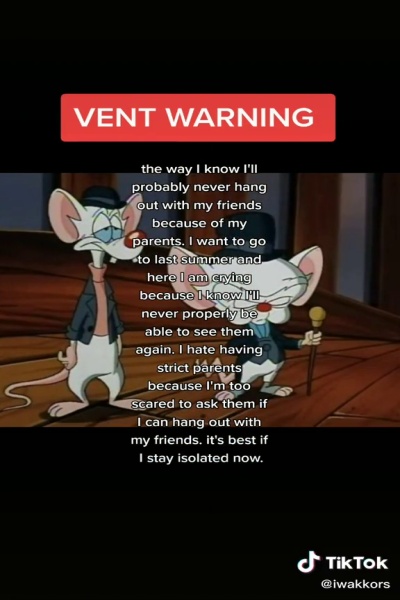 VENT WARNING
the way I know I'll
probably never hang
out with my friends
because of my
parents. I want to go
to last summer and
here I am crying
because I know I'll
never properly be
able to see them
again. I hate having
strict parents
because I'm too
scared to ask them if
I can hang out with
my friends. it's best if
I stay isolated now.
TikTok
@iwakkors